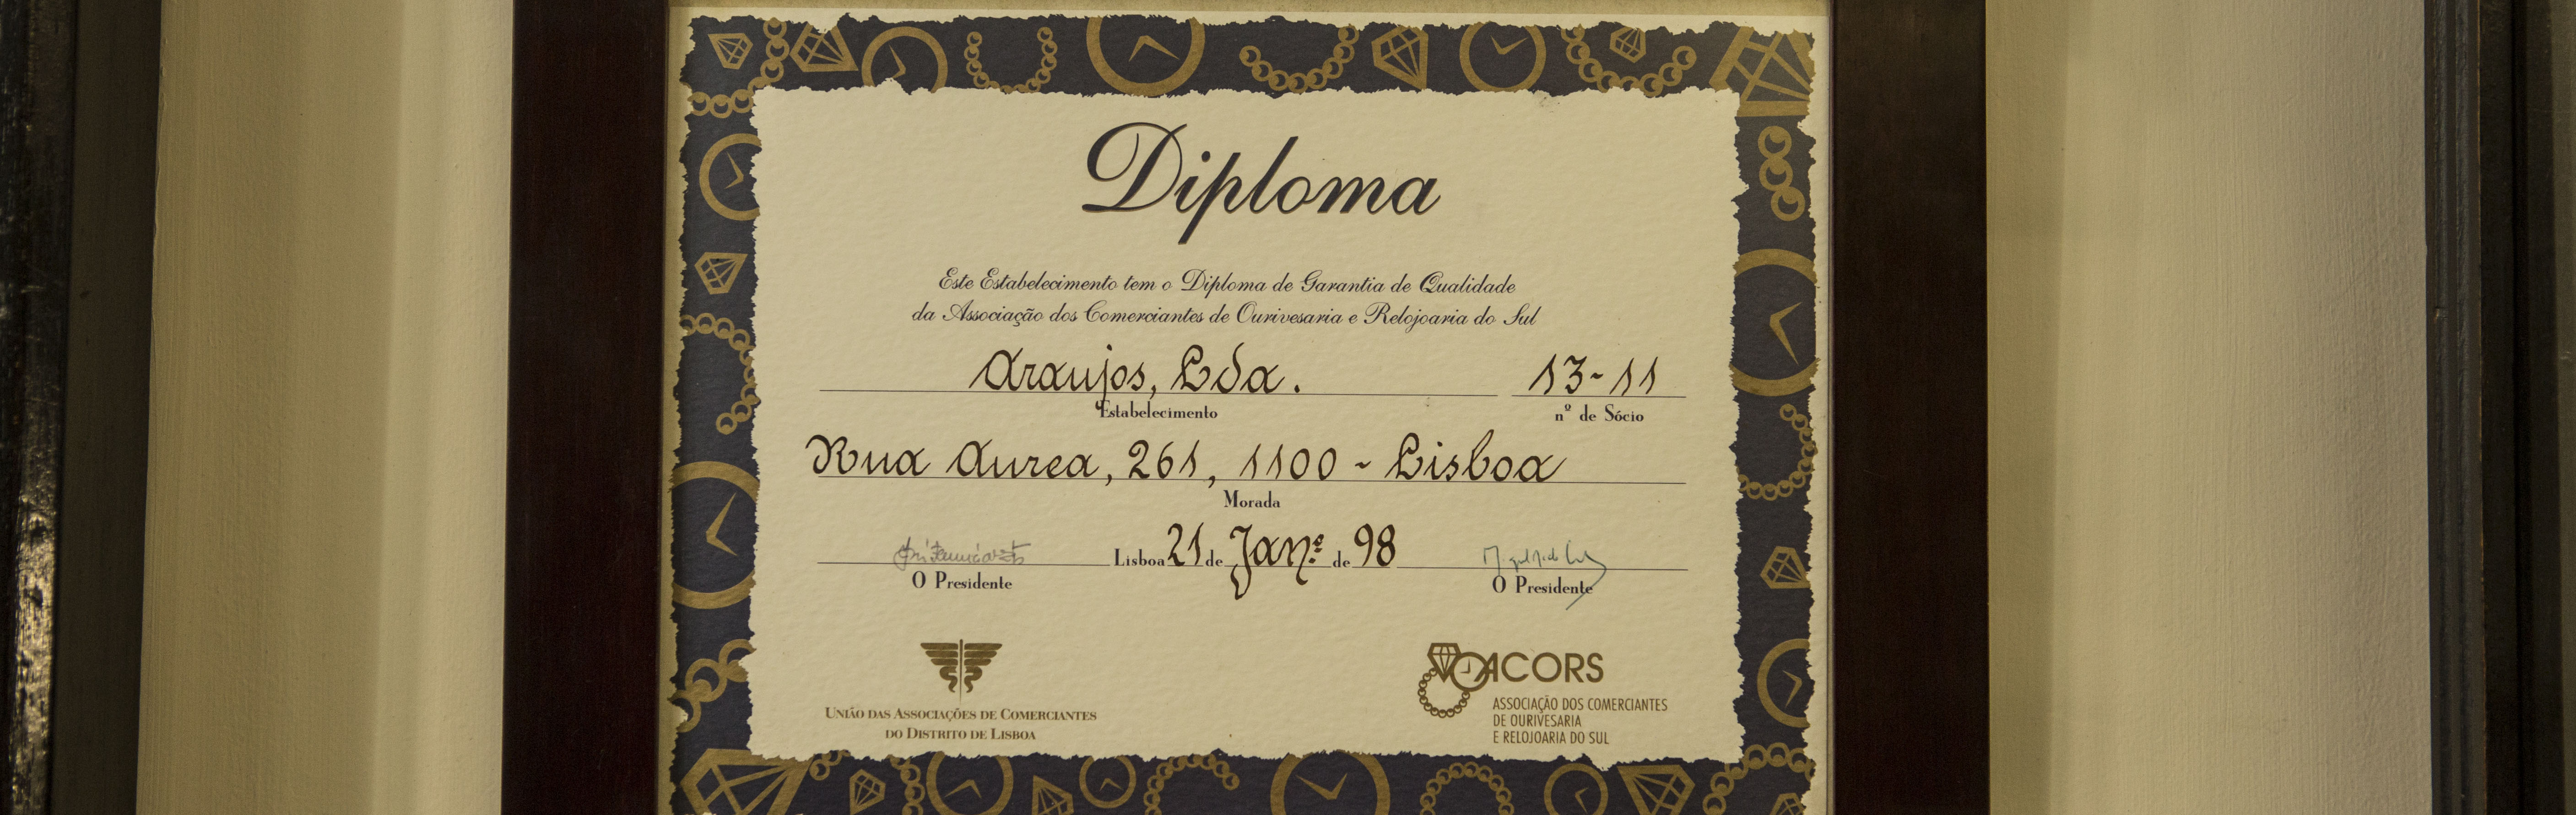 Diploma
Este Estabelecimento tem o Diploma de Garantia de Qualidade
da Associação dos Comerciantes de Ourivesaria e Relojoaria do Sul
Araujos, Lda. 13-11
Estabelecimento nº de Sócio
Rua Aurea, 261, 1100 - Lisboa
Morada
Lisboa 21 de Janº. de 98
O Presidente O Presidente
UNIÃO DAS ASSOCIAÇÕES DE COMERCIANTES
DO DISTRITO DE LISBOA
ACORS
ASSOCIAÇÃO DOS COMERCIANTES
DE OURIVESARIA
E RELOJOARIA DO SUL